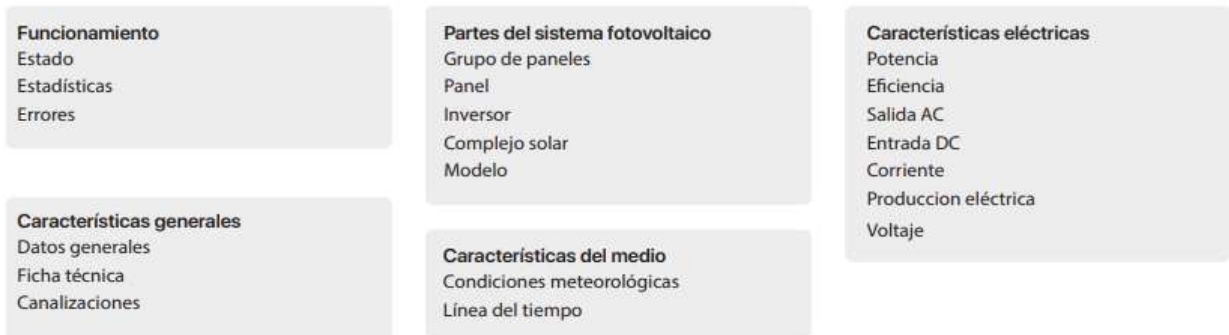 Funcionamiento
Estado
Estadísticas
Errores
Características generales
Datos generales
Ficha técnica
Canalizaciones
Partes del sistema fotovoltaico
Grupo de paneles
Panel
Inversor
Complejo solar
Modelo
Características del medio
Condiciones meteorológicas
Línea del tiempo
Características eléctricas
Potencia
Eficiencia
Salida AC
Entrada DC
Corriente
Produccion eléctrica
Voltaje